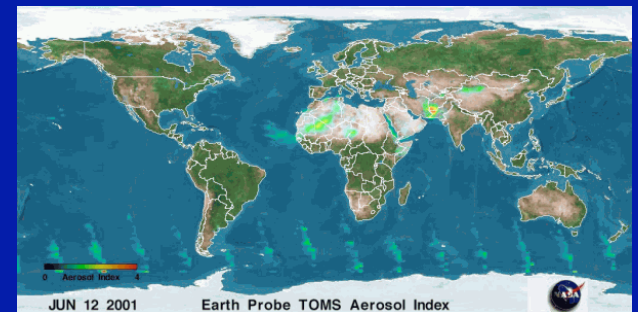 0 Aerosol Index 4
JUN 12 2001 Earth Probe TOMS Aerosol Index
NASA